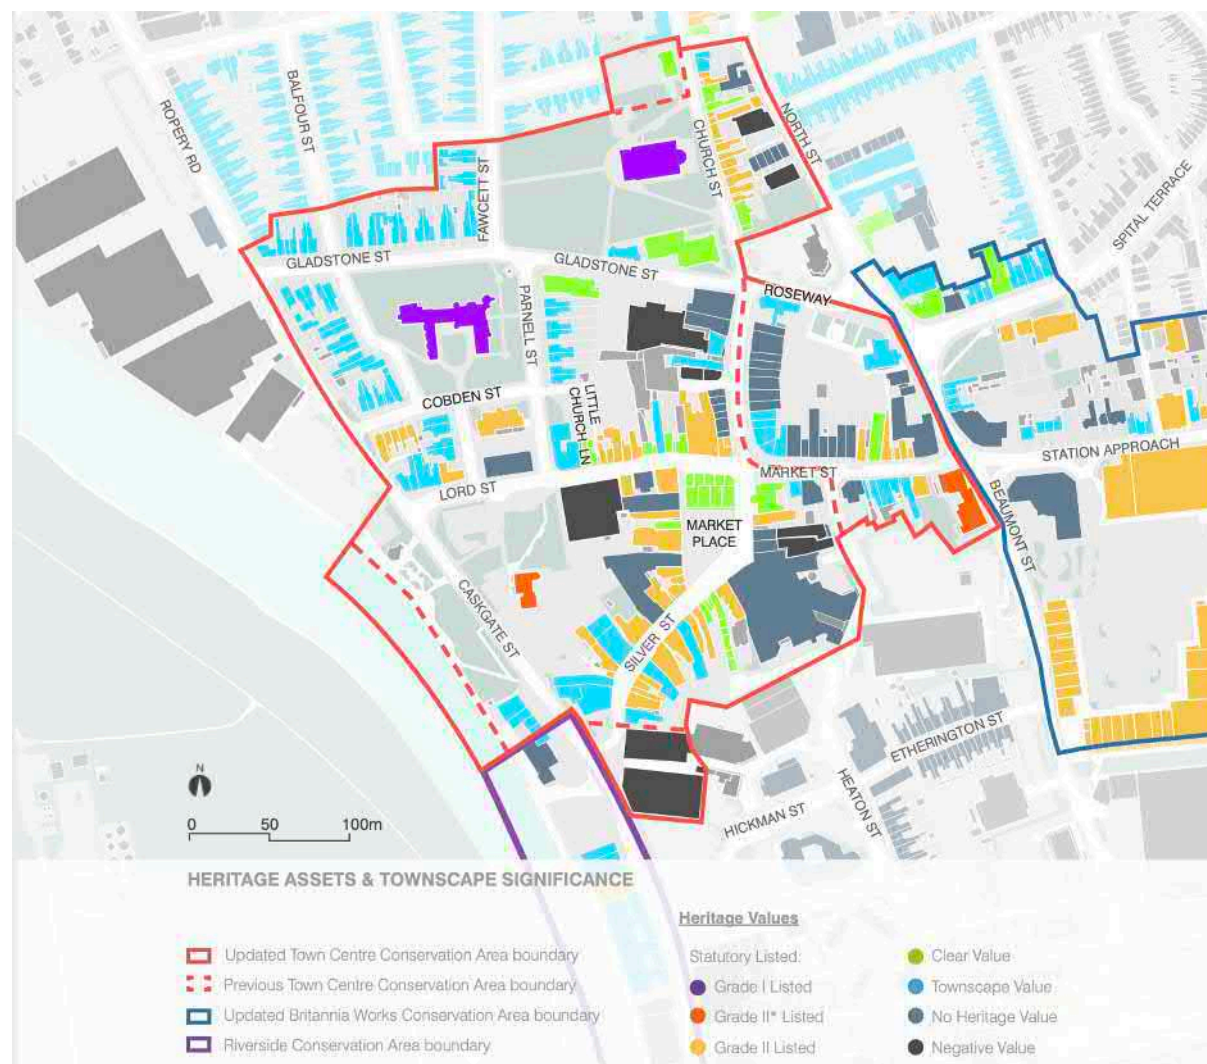 ROPERY RD
BALFOUR ST
FAWCETT ST
CHURCH ST
NORTH ST
SPITAL TERRACE
GLADSTONE ST
GLADSTONE ST
ROSEWAY
PARNELL ST
COBDEN ST
LITTLE
CHURCH LN
LORD ST
MARKET ST
STATION APPROACH
MARKET
PLACE
BEAUMONT ST
CASKGATE ST
SILVER ST
ETHERINGTON ST
HEATON ST
HICKMAN ST
N
0 50 100m
HERITAGE ASSETS & TOWNSCAPE SIGNIFICANCE
Updated Town Centre Conservation Area boundary
Previous Town Centre Conservation Area boundary
Updated Britannia Works Conservation Area boundary
Riverside Conservation Area boundary
Heritage Values
Statutory Listed:
Grade I Listed
Grade II* Listed
Grade II Listed
Clear Value
Townscape Value
No Heritage Value
Negative Value